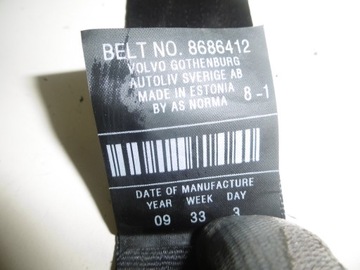 BELT NO. 8686412
VOLVO GOTHENBURG
AUTOLIV SVERIGE AB
MADE IN ESTONIA 8-1
BY AS NORMA
DATE OF MANUFACTURE
YEAR WEEK DAY
09 33 3